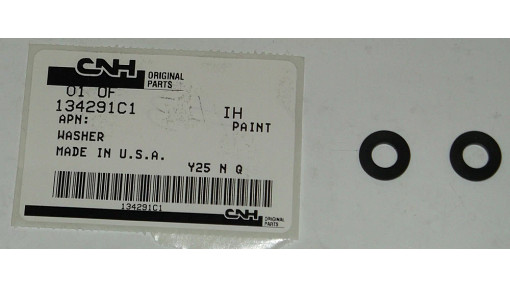 CNH ORIGINAL
PARTS
01 OF
134291C1 IH
APN: PAINT
WASHER
MADE IN U.S.A.
Y25 N Q
134291C1
CNH ORIGINAL
PARTS